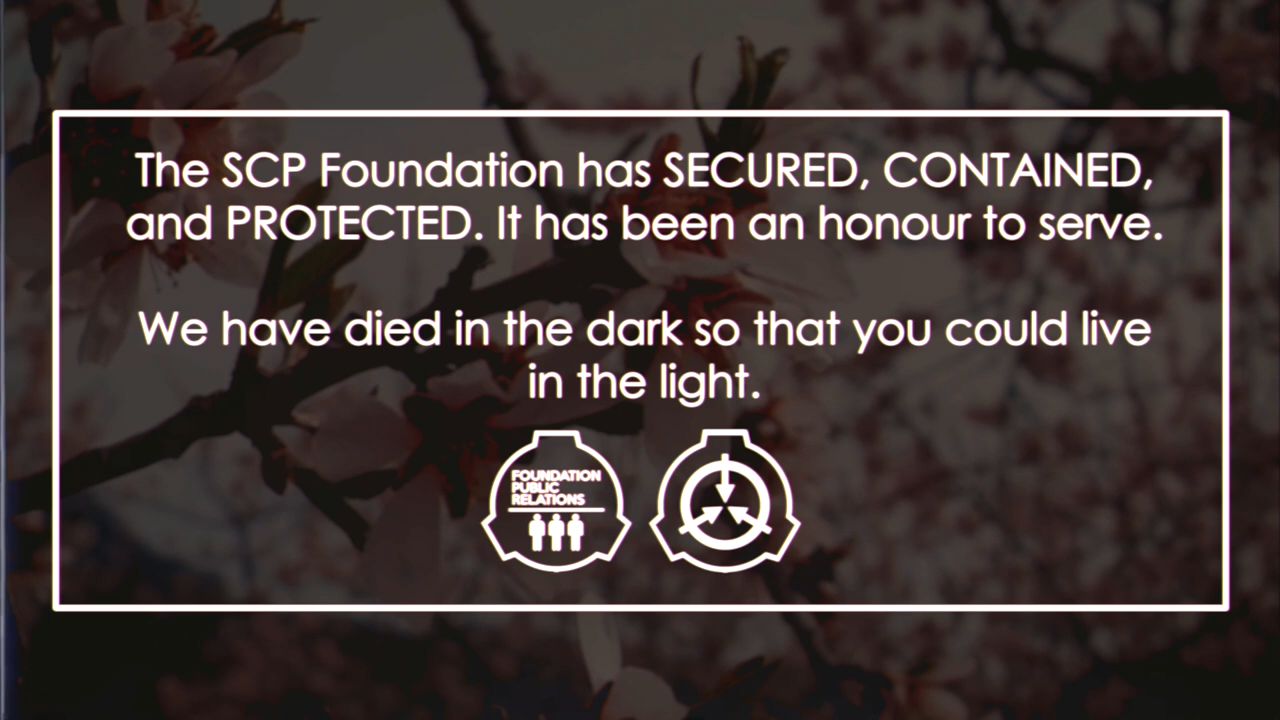 The SCP Foundation has SECURED, CONTAINED,
and PROTECTED. It has been an honour to serve.
We have died in the dark so that you could live
in the light.
FOUNDATION
PUBLIC
RELATIONS